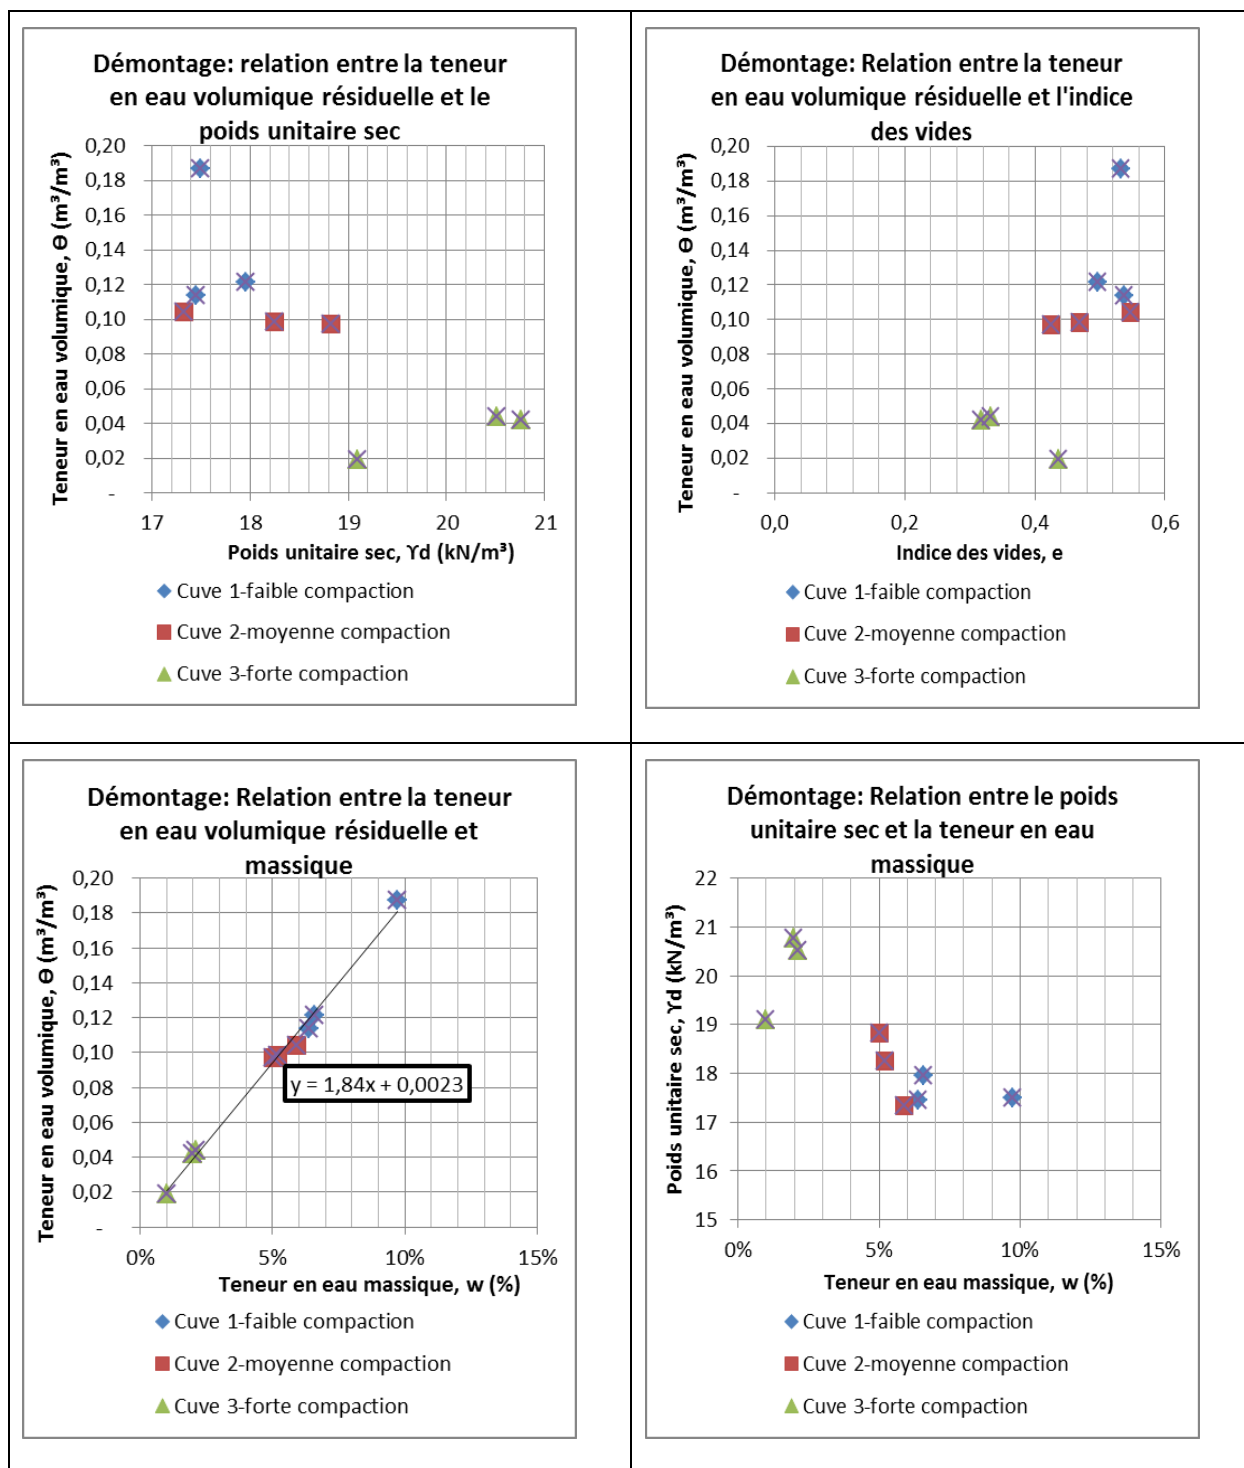 Démontage: relation entre la teneur
en eau volumique résiduelle et le
poids unitaire sec
Teneur en eau volumique, Θ (m³/m³)
0,20
0,18
0,16
0,14
0,12
0,10
0,08
0,06
0,04
0,02
-
17
18
19
20
21
Poids unitaire sec, ϒd (kN/m³)
Cuve 1-faible compaction
Cuve 2-moyenne compaction
Cuve 3-forte compaction
Démontage: Relation entre la teneur
en eau volumique résiduelle et l'indice
des vides
Teneur en eau volumique, Θ (m³/m³)
0,20
0,18
0,16
0,14
0,12
0,10
0,08
0,06
0,04
0,02
-
0,0
0,2
0,4
0,6
Indice des vides, e
Cuve 1-faible compaction
Cuve 2-moyenne compaction
Cuve 3-forte compaction
Démontage: Relation entre la teneur
en eau volumique résiduelle et
massique
Teneur en eau volumique, Θ (m³/m³)
0,20
0,18
0,16
0,14
0,12
0,10
0,08
0,06
0,04
0,02
-
y = 1,84x + 0,0023
0%
5%
10%
15%
Teneur en eau massique, w (%)
Cuve 1-faible compaction
Cuve 2-moyenne compaction
Cuve 3-forte compaction
Démontage: Relation entre le poids
unitaire sec et la teneur en eau
massique
Poids unitaire sec, ϒd (kN/m³)
22
21
20
19
18
17
16
15
0%
5%
10%
15%
Teneur en eau massique, w (%)
Cuve 1-faible compaction
Cuve 2-moyenne compaction
Cuve 3-forte compaction